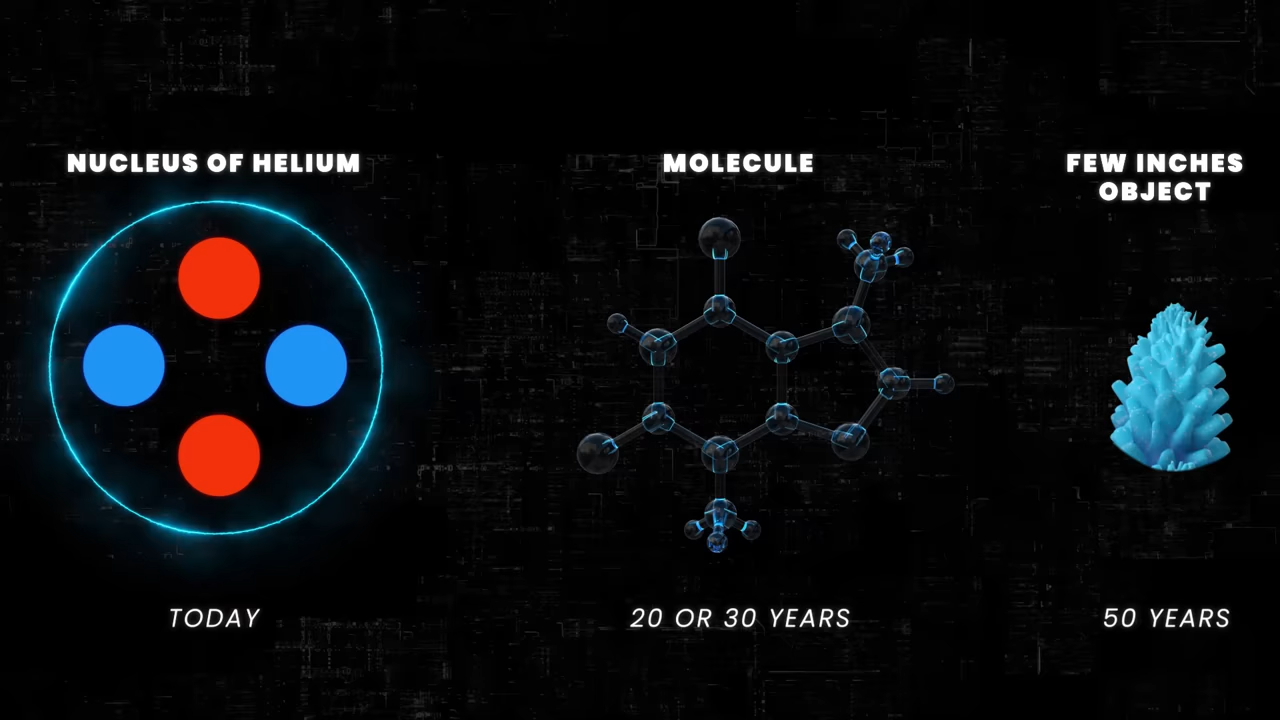 NUCLEUS OF HELIUM
TODAY
MOLECULE
20 OR 30 YEARS
FEW INCHES
OBJECT
50 YEARS